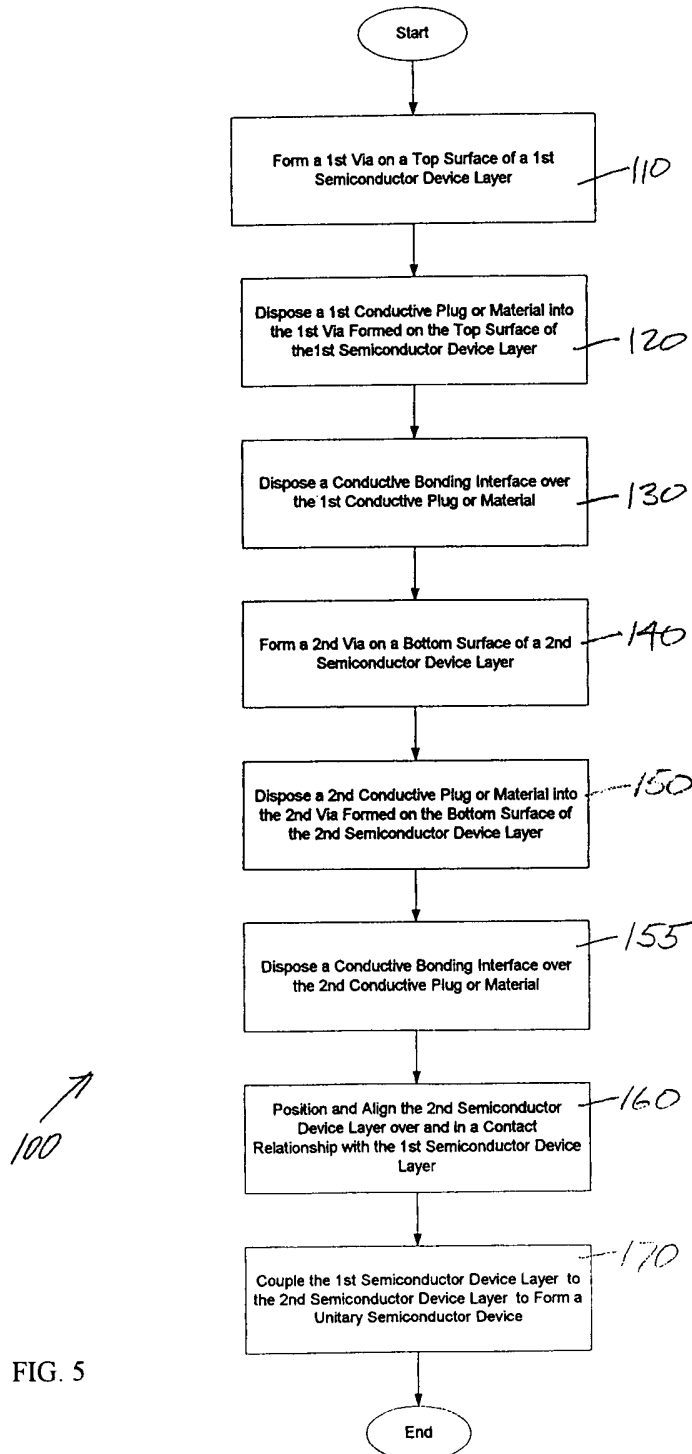 Start
Form a 1st Via on a Top Surface of a 1st
Semiconductor Device Layer
110
Dispose a 1st Conductive Plug or Material into
the 1st Via Formed on the Top Surface of
the1st Semiconductor Device Layer
120
Dispose a Conductive Bonding Interface over
the 1st Conductive Plug or Material
130
Form a 2nd Via on a Bottom Surface of a 2nd
Semiconductor Device Layer
140
Dispose a 2nd Conductive Plug or Material into
the 2nd Via Formed on the Bottom Surface of
the 2nd Semiconductor Device Layer
150
Dispose a Conductive Bonding Interface over
the 2nd Conductive Plug or Material
155
Position and Align the 2nd Semiconductor
Device Layer over and in a Contact
Relationship with the 1st Semiconductor Device
Layer
160
100
Couple the 1st Semiconductor Device Layer to
the 2nd Semiconductor Device Layer to Form a
Unitary Semiconductor Device
170
FIG. 5
End